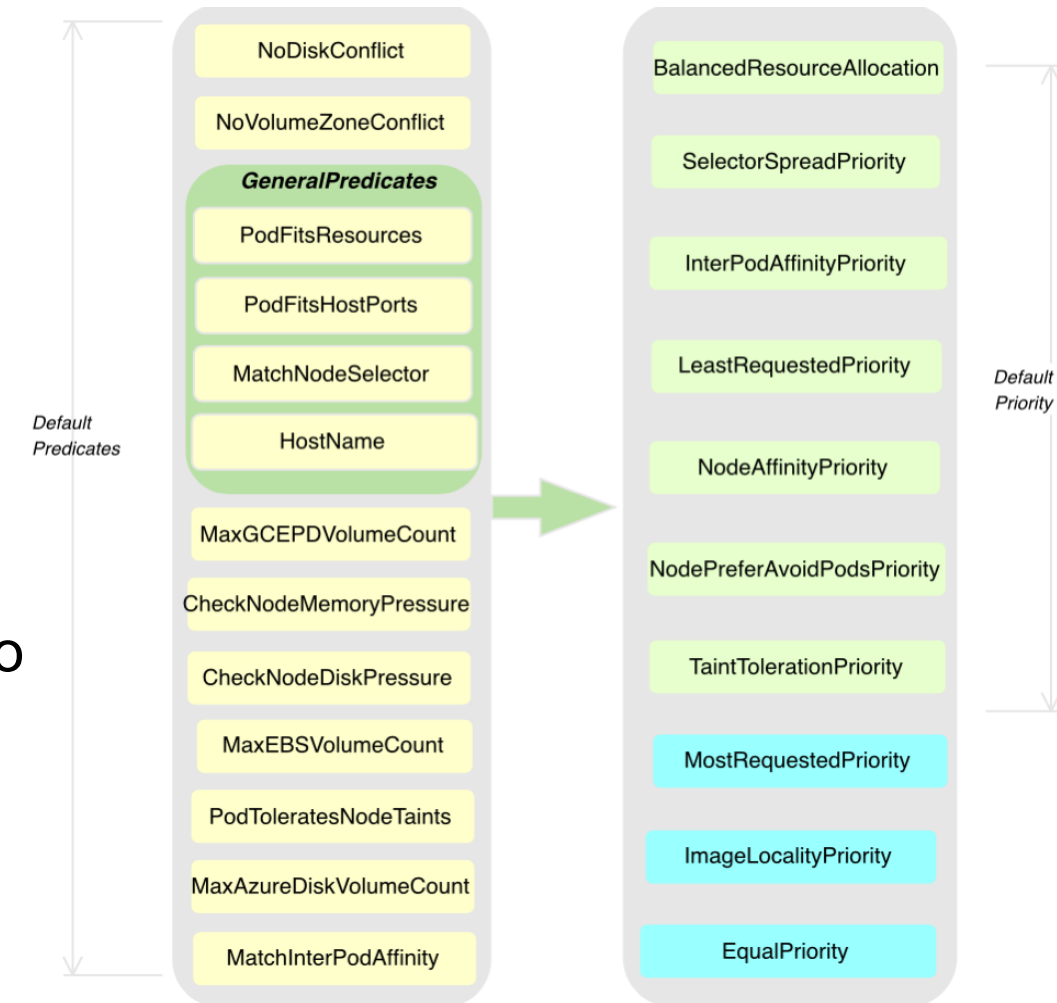 Default
Predicates
o
NoDiskConflict
NoVolumeZoneConflict
GeneralPredicates
PodFitsResources
PodFitsHostPorts
MatchNodeSelector
HostName
MaxGCEPDVolumeCount
CheckNodeMemoryPressure
CheckNodeDiskPressure
MaxEBSVolumeCount
PodToleratesNodeTaints
MaxAzureDiskVolumeCount
MatchInterPodAffinity
BalancedResourceAllocation
SelectorSpreadPriority
InterPodAffinityPriority
LeastRequestedPriority
NodeAffinityPriority
NodePreferAvoidPodsPriority
TaintTolerationPriority
MostRequestedPriority
ImageLocalityPriority
EqualPriority
Default
Priority